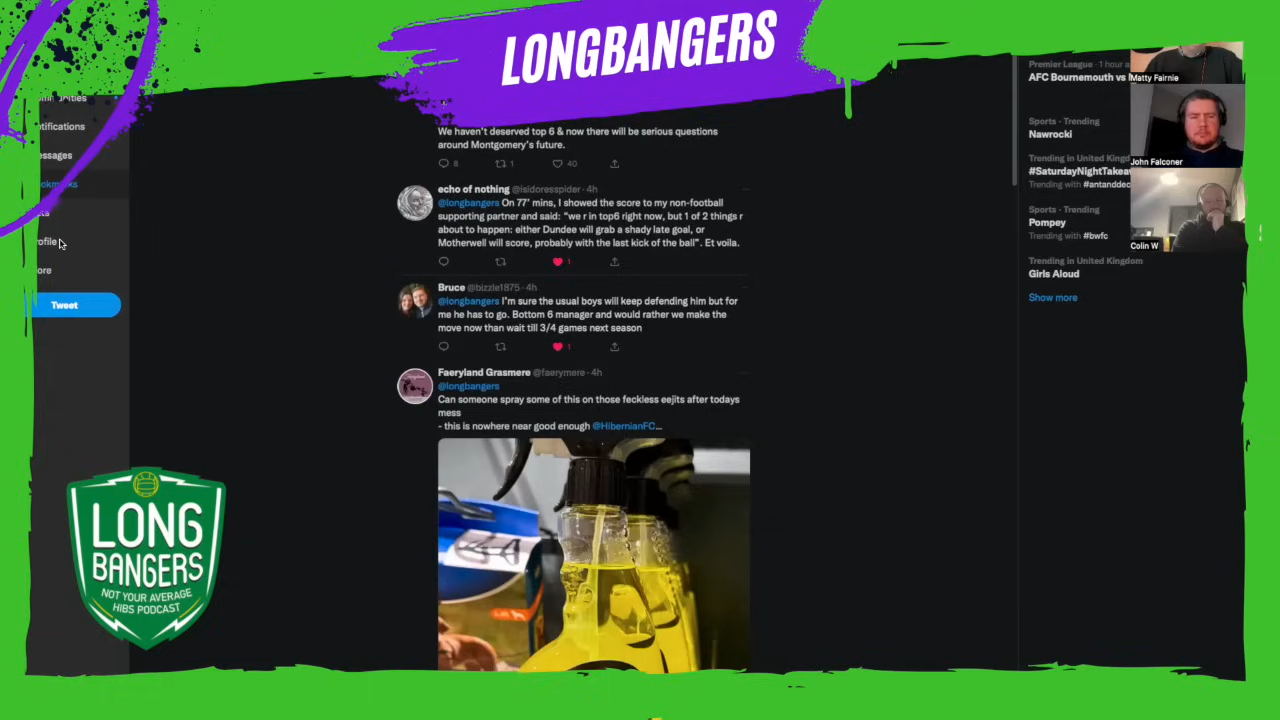 LONGBANGERS
We haven't deserved top 6 & now there will be serious questions
around Montgomery's future.
8 1 40
echo of nothing @isidoresspider · 4h
@longbangers On 77' mins, I showed the score to my non-football
supporting partner and said: "we r in top6 right now, but 1 of 2 things r
about to happen: either Dundee will grab a shady late goal, or
Motherwell will score, probably with the last kick of the ball". Et voila.
1
Bruce @bizzle1875 · 4h
@longbangers I'm sure the usual boys will keep defending him but for
me he has to go. Bottom 6 manager and would rather we make the
move now than wait till 3/4 games next season
1
Faeryland Grasmere @faerymere · 4h
@longbangers
Can someone spray some of this on those feckless eejits after todays
mess
- this is nowhere near good enough @HibernianFC...
Tweet
LONG
BANGERS
NOT YOUR AVERAGE
HIBS PODCAST
Premier League · 1 hour a
AFC Bournemouth vs
Sports · Trending
Nawrocki
Trending in United Kingd
#SaturdayNightTakeaw
Trending with #antanddec
Sports · Trending
Pompey
Trending with #bwfc
Trending in United Kingdom
Girls Aloud
Show more
Matty Fairnie
John Falconer
Colin W